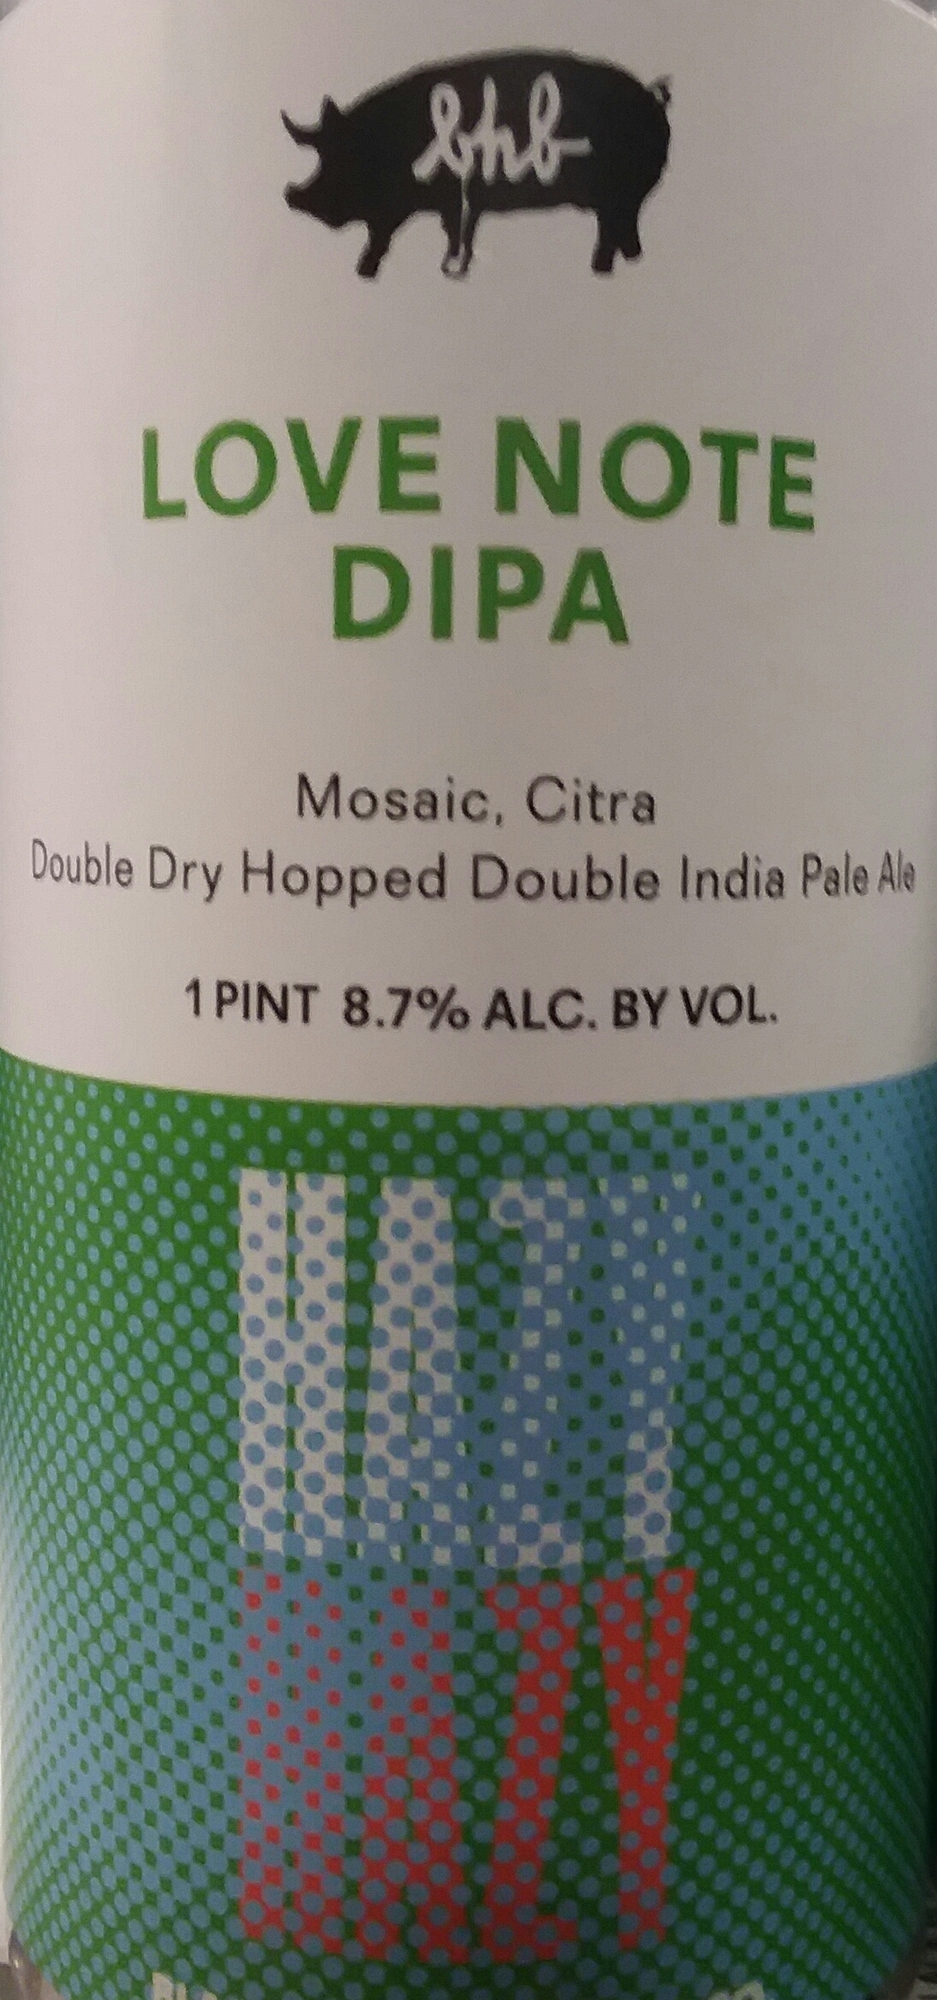 bhb
LOVE NOTE
DIPA
Mosaic, Citra
Double Dry Hopped Double India Pale Ale
1 PINT 8.7% ALC. BY VOL.
HAZY
HAZY